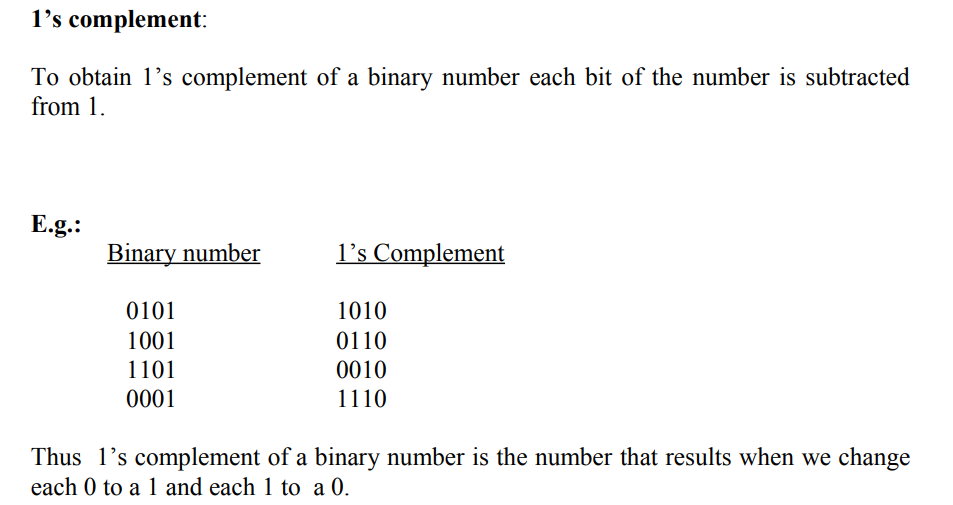 1’s complement:
To obtain 1’s complement of a binary number each bit of the number is subtracted
from 1.
E.g.:
Binary number 1’s Complement
0101 1010
1001 0110
1101 0010
0001 1110
Thus 1’s complement of a binary number is the number that results when we change
each 0 to a 1 and each 1 to a 0.